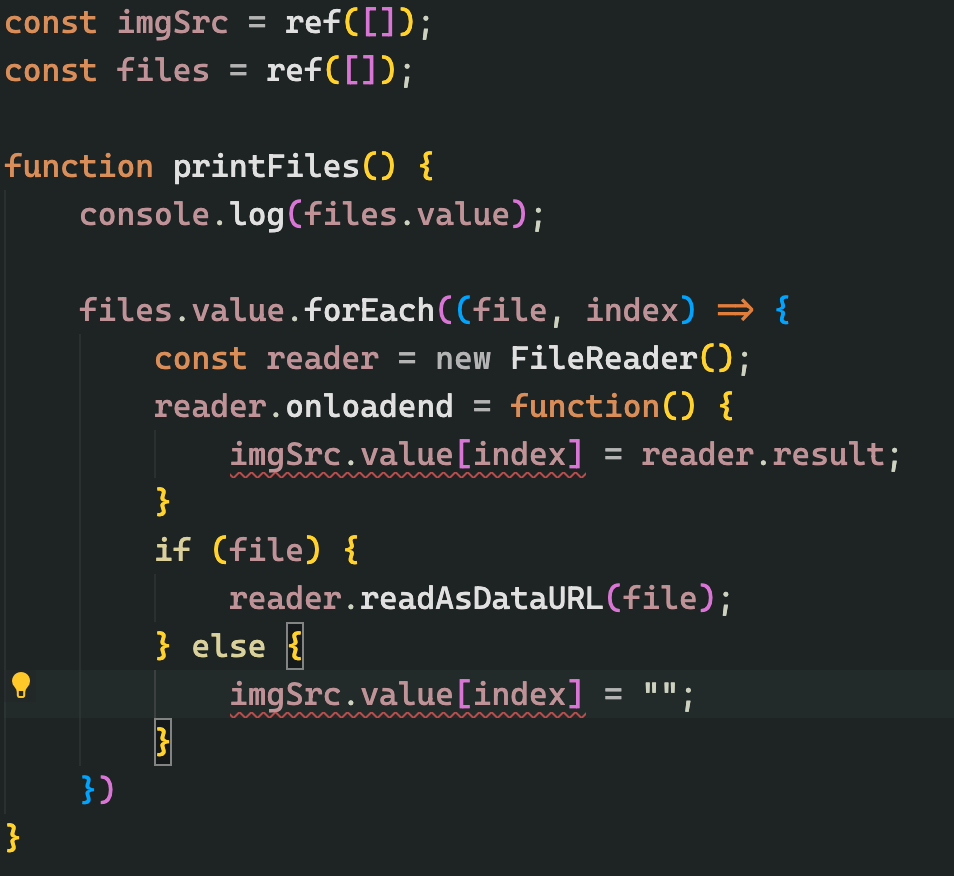 const imgSrc = ref([]);
const files = ref([]);
function printFiles() {
console.log(files.value);
files.value.forEach((file, index) => {
const reader = new FileReader();
reader.onloadend = function() {
imgSrc.value[index] = reader.result;
}
if (file) {
reader.readAsDataURL(file);
} else {
imgSrc.value[index] = "";
}
})
}